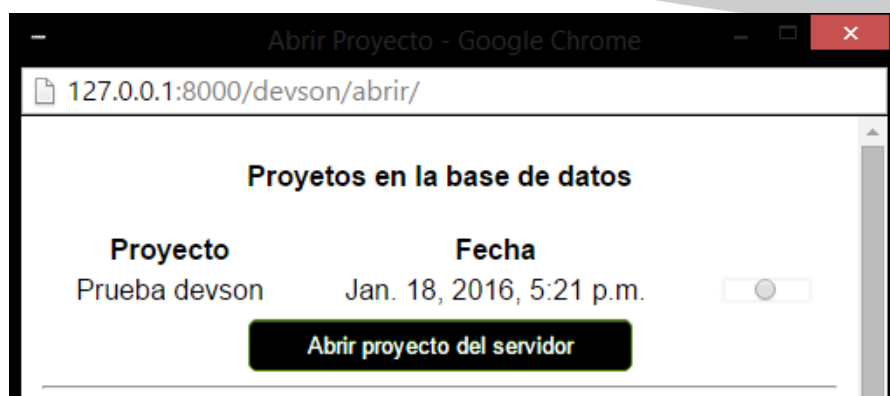 Abrir Proyecto - Google Chrome
127.0.0.1:8000/devson/abrir/
Proyetos en la base de datos
Proyecto Fecha
Prueba devson Jan. 18, 2016, 5:21 p.m.
Abrir proyecto del servidor